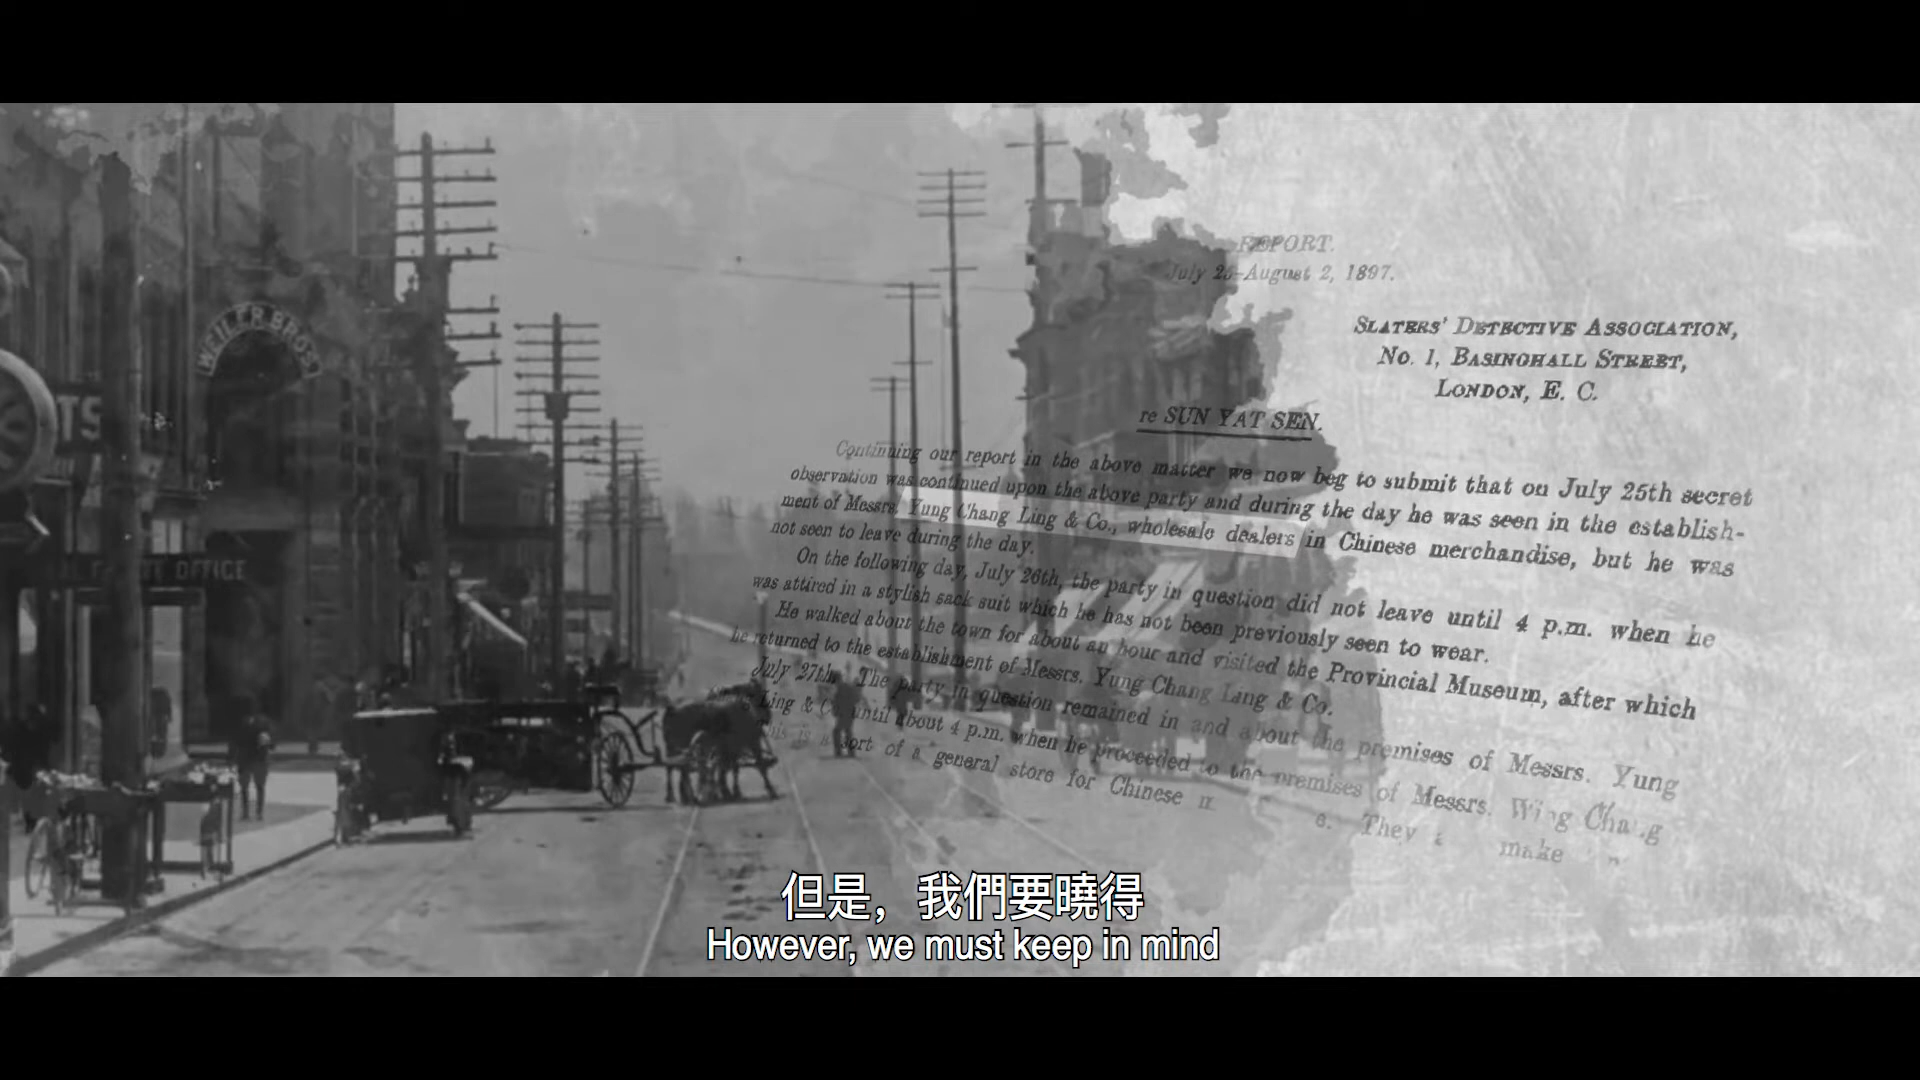 WEILER BROS
TS
OFFICE
REPORT.
July 25-August 2, 1897.
SLATERS' DETECTIVE ASSOCIATION,
No. 1, BASINGHALL STREET,
LONDON, E. C.
re SUN YAT SEN.
Continuing our report in the above matter we now beg to submit that on July 25th secret
observation was continued upon the above party and during the day he was seen in the establish-
ment of Messrs. Yung Chang Ling & Co., wholesale dealers in Chinese merchandise, but he was
not seen to leave during the day.
On the following day, July 26th, the party in question did not leave until 4 p.m. when he
was attired in a stylish sack suit which he has not been previously seen to wear.
He walked about the town for about an hour and visited the Provincial Museum, after which
he returned to the establishment of Messrs. Yung Chang Lang & Co.
July 27th. The party in question remained in and about the premises of Messrs. Yung
Ling & Co. until about 4 p.m. when he proceeded to the premises of Messrs. Wing Chang
This is a sort of a general store for Chinese They make
但是，我們要曉得
However, we must keep in mind